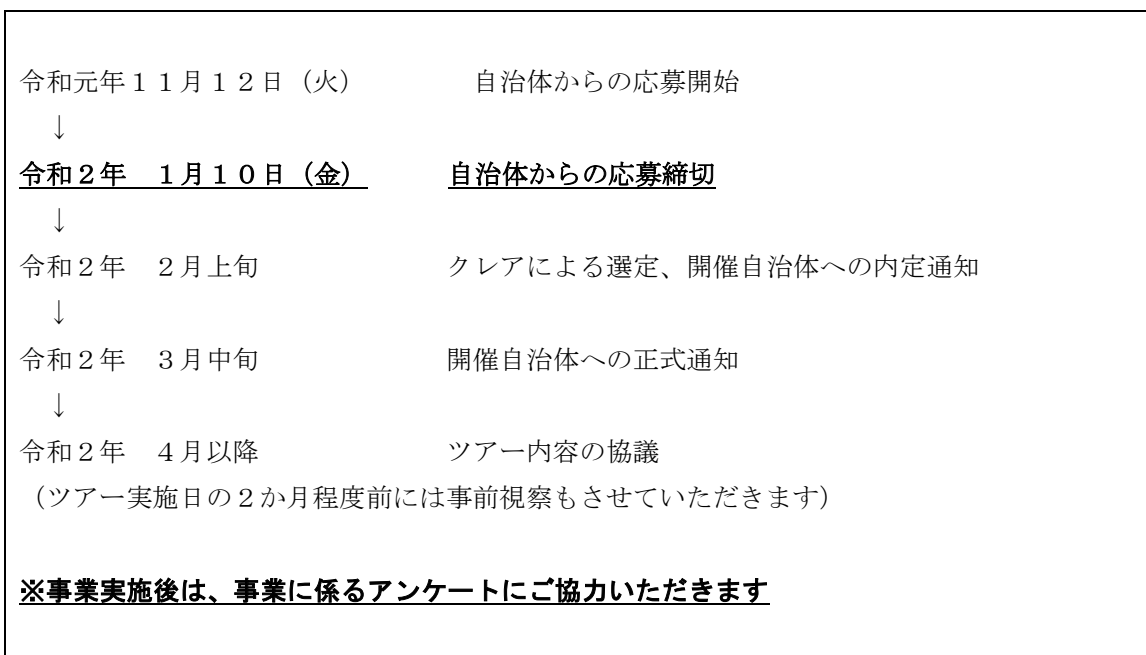 令和元年１１月１２日（火）　　　　自治体からの応募開始
↓
令和２年　１月１０日（金）　　　自治体からの応募締切
↓
令和２年　２月上旬　　　　　　　クレアによる選定、開催自治体への内定通知
↓
令和２年　３月中旬　　　　　　　開催自治体への正式通知
↓
令和２年　４月以降　　　　　　　ツアー内容の協議
（ツアー実施日の２か月程度前には事前視察もさせていただきます）
※事業実施後は、事業に係るアンケートにご協力いただきます